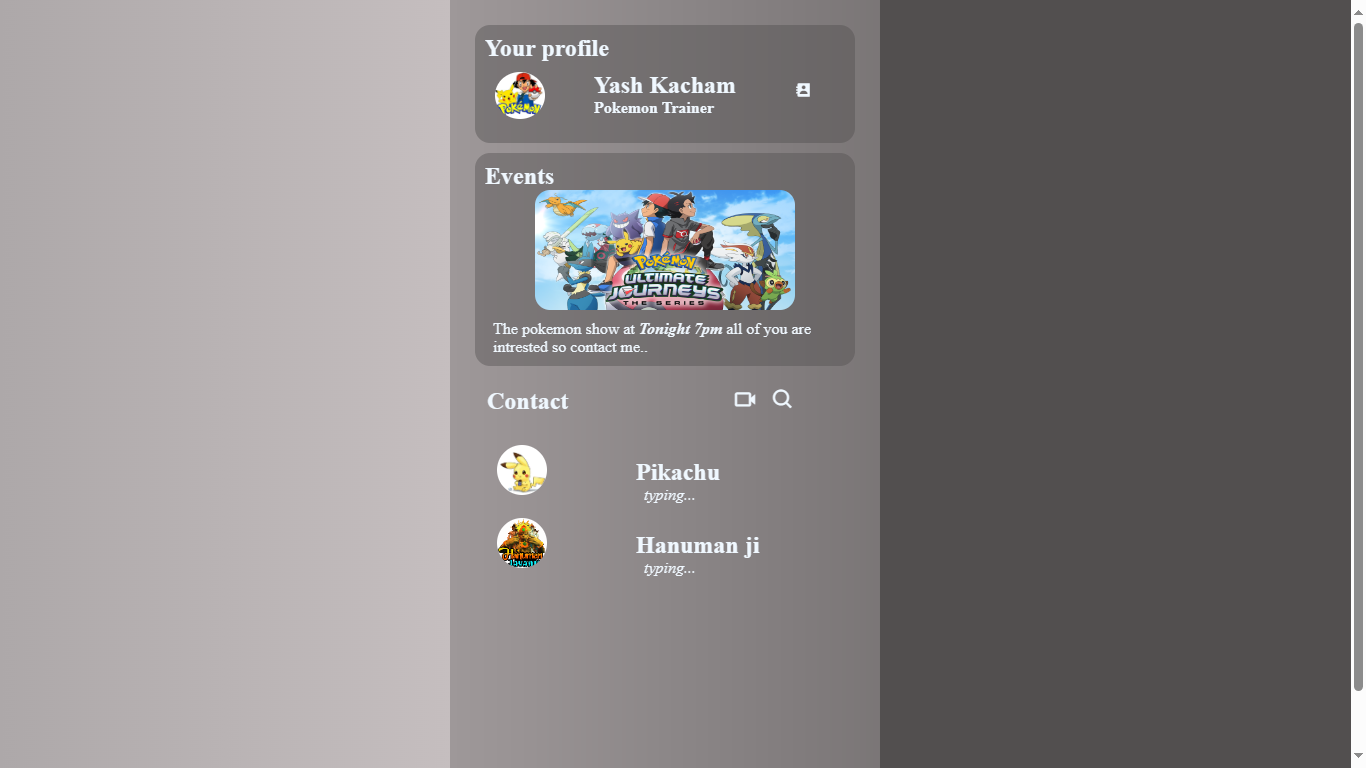 Your profile
POKéMON
Yash Kacham
Pokemon Trainer
Events
POKéMON
ULTIMATE
JOURNEYS
THE SERIES
The pokemon show at Tonight 7pm all of you are
intrested so contact me..
Contact
Pikachu
typing...
Hanuman ji
typing...